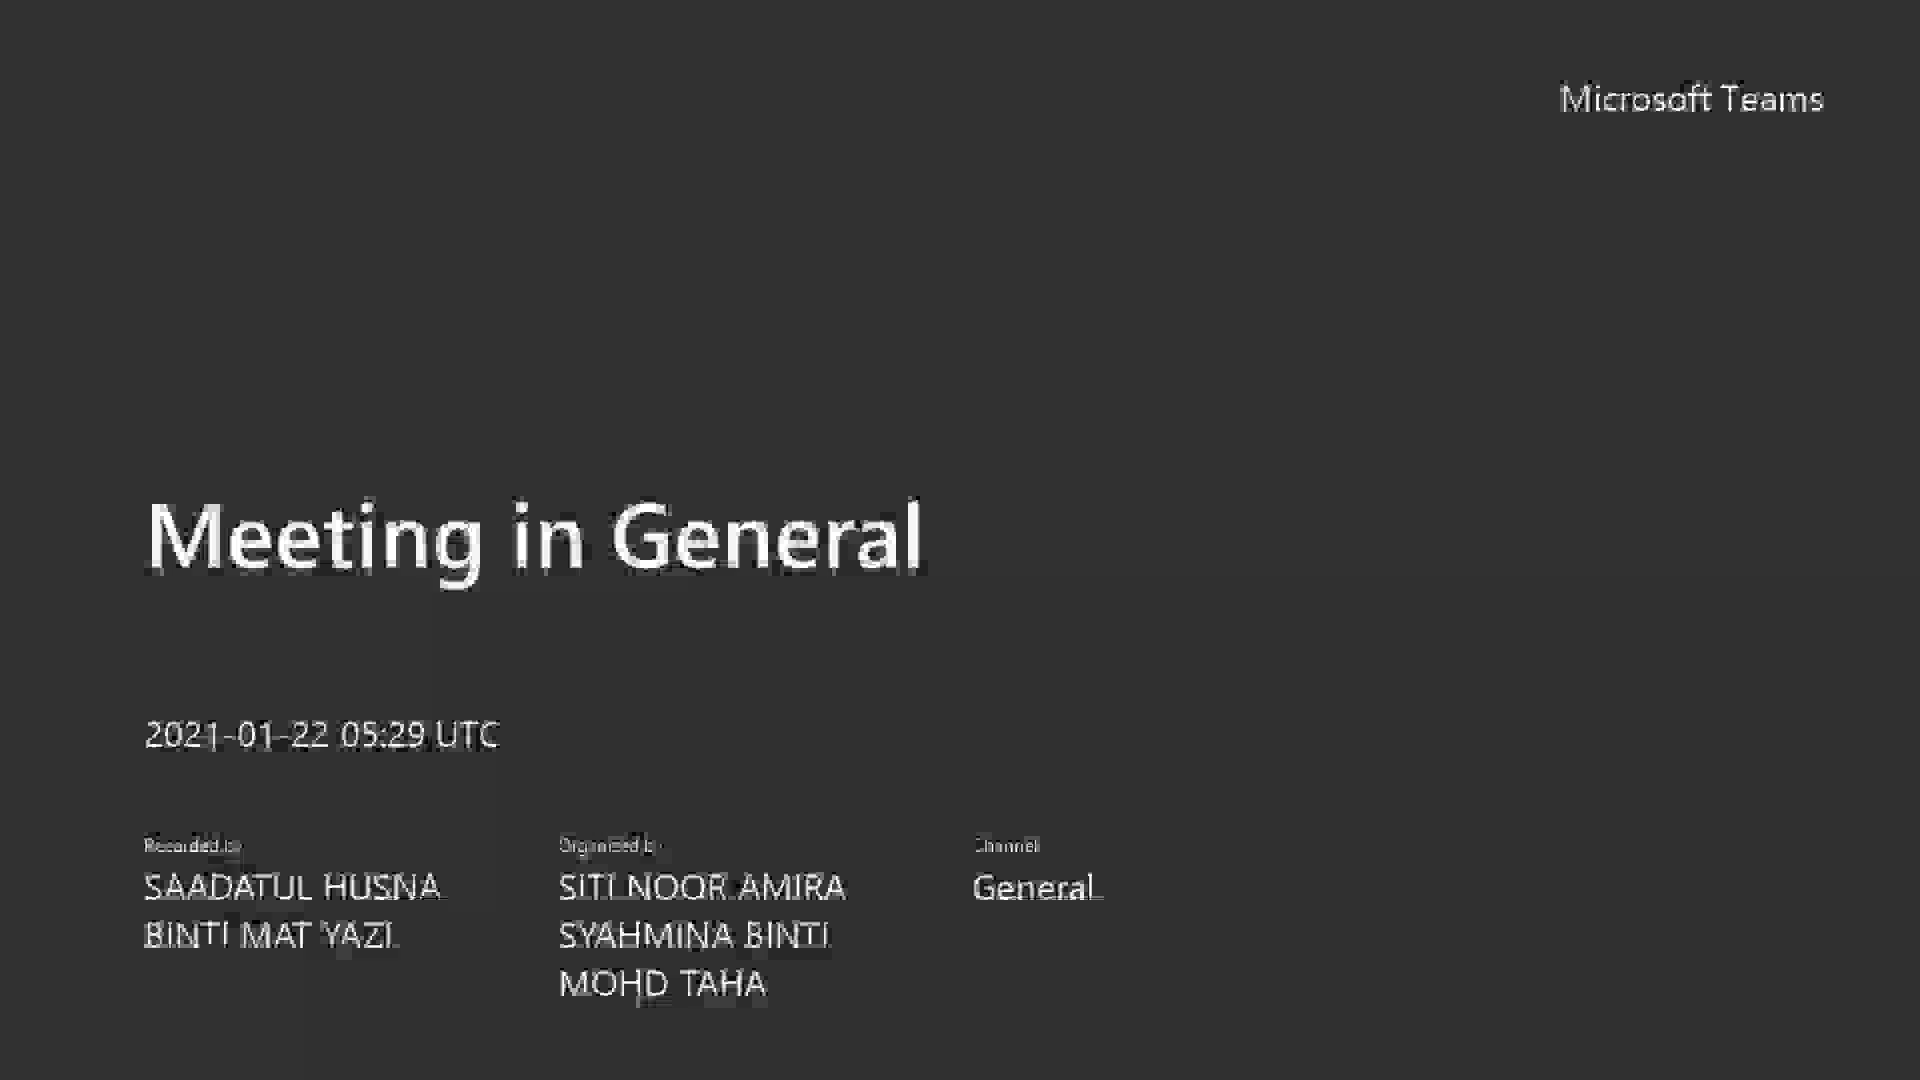 Microsoft Teams
Meeting in General
2021-01-22 05:29 UTC
Recorded by
SAADATUL HUSNA
BINTI MAT YAZI
Organized by
SITI NOOR AMIRA
SYAHMINA BINTI
MOHD TAHA
Channel
General